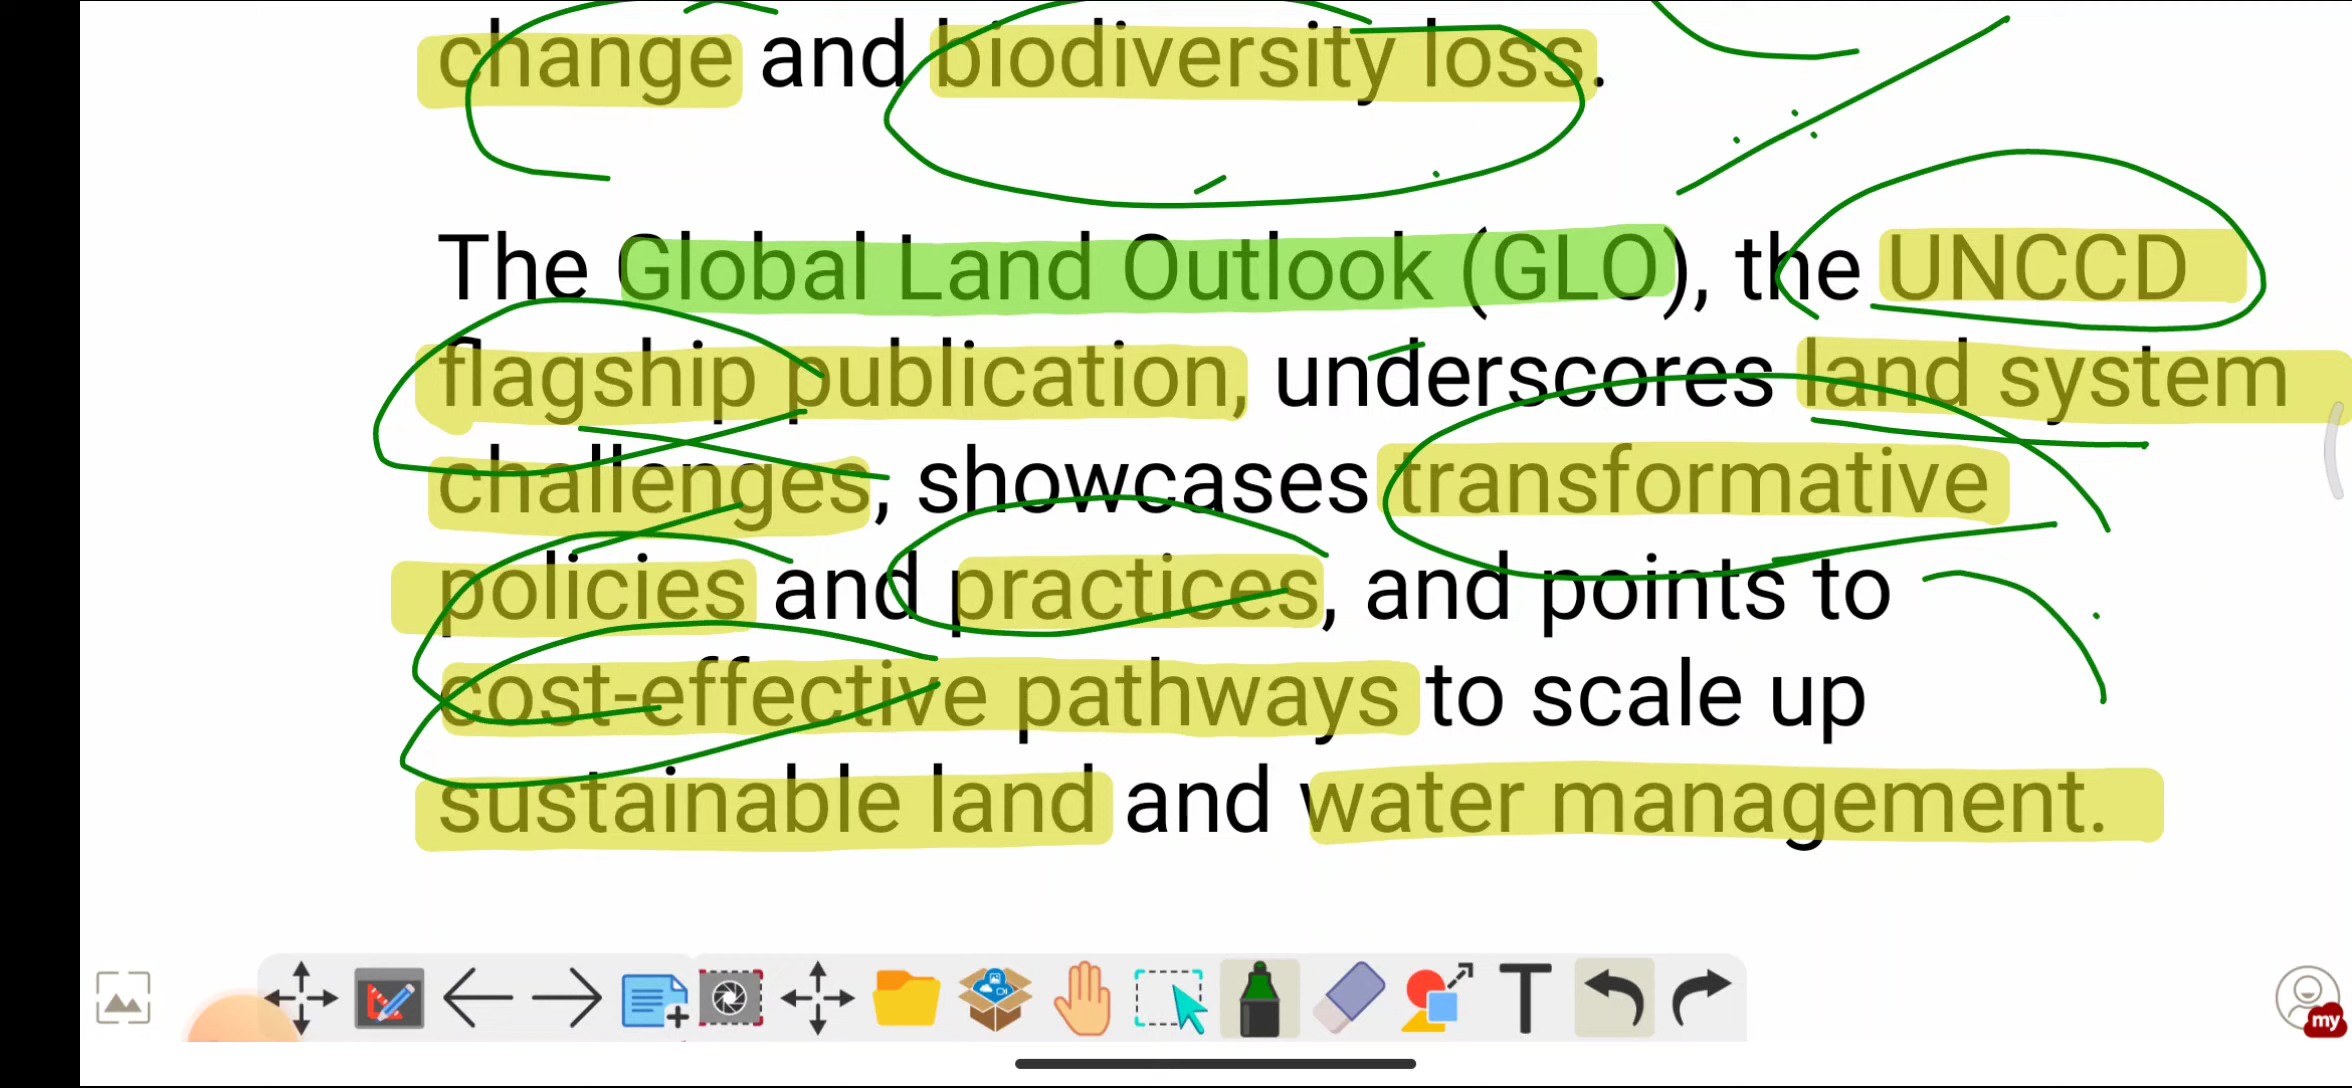 change and biodiversity loss.
The Global Land Outlook (GLO), the UNCCD
flagship publication, underscores land system
challenges, showcases transformative
policies and practices, and points to
cost-effective pathways to scale up
sustainable land and water management.
T
my